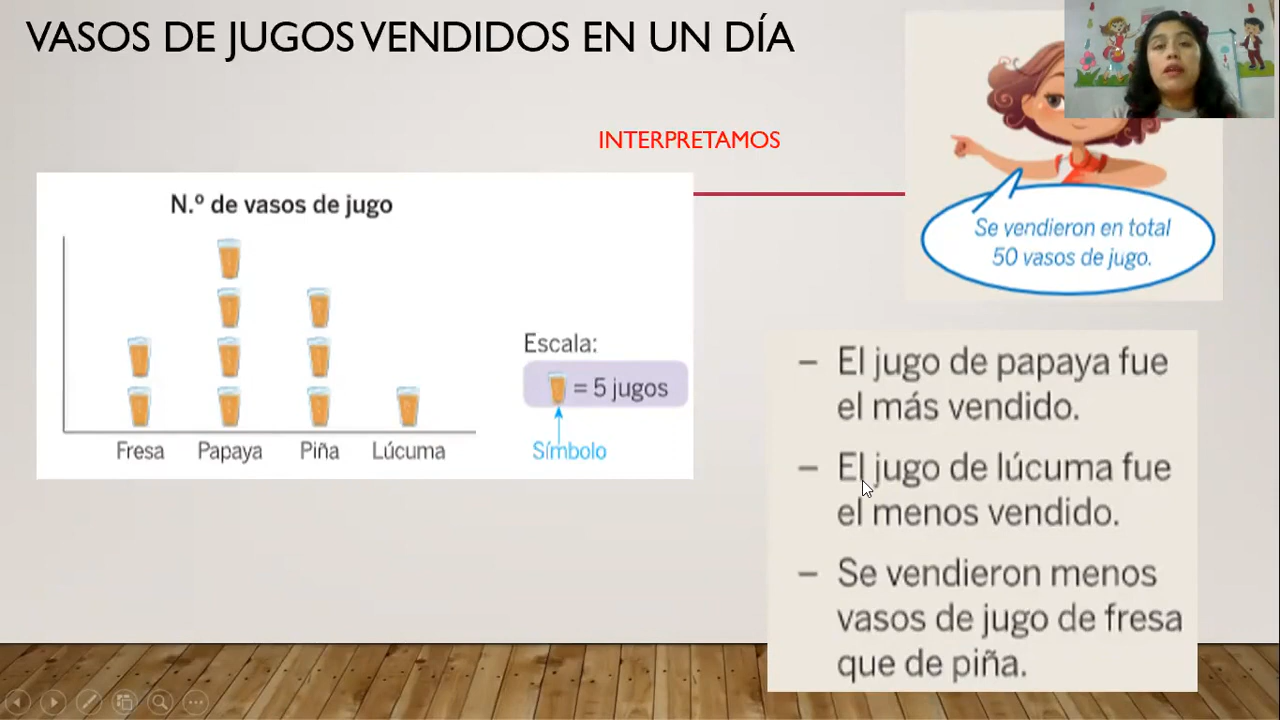 VASOS DE JUGOS VENDIDOS EN UN DÍA
INTERPRETAMOS
N.º de vasos de jugo
Fresa Papaya Piña Lúcuma
Escala:
= 5 jugos
Símbolo
Se vendieron en total
50 vasos de jugo.
– El jugo de papaya fue
el más vendido.
– El jugo de lúcuma fue
el menos vendido.
– Se vendieron menos
vasos de jugo de fresa
que de piña.